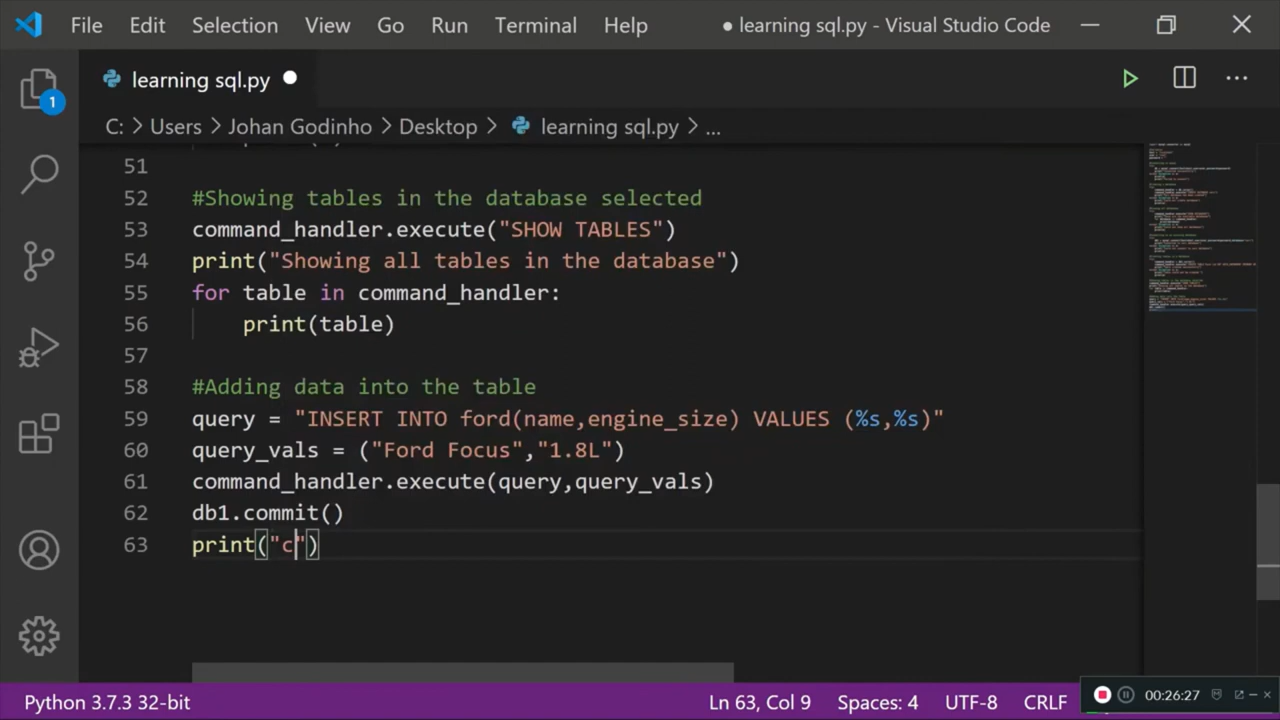 File Edit Selection View Go Run Terminal Help ● learning sql.py - Visual Studio Code
learning sql.py ●
C: > Users > Johan Godinho > Desktop > learning sql.py > ...
1
51
52 #Showing tables in the database selected
53 command_handler.execute("SHOW TABLES")
54 print("Showing all tables in the database")
55 for table in command_handler:
56 print(table)
57
58 #Adding data into the table
59 query = "INSERT INTO ford(name,engine_size) VALUES (%s,%s)"
60 query_vals = ("Ford Focus","1.8L")
61 command_handler.execute(query,query_vals)
62 db1.commit()
63 print("c")
Python 3.7.3 32-bit Ln 63, Col 9 Spaces: 4 UTF-8 CRLF 00:26:27